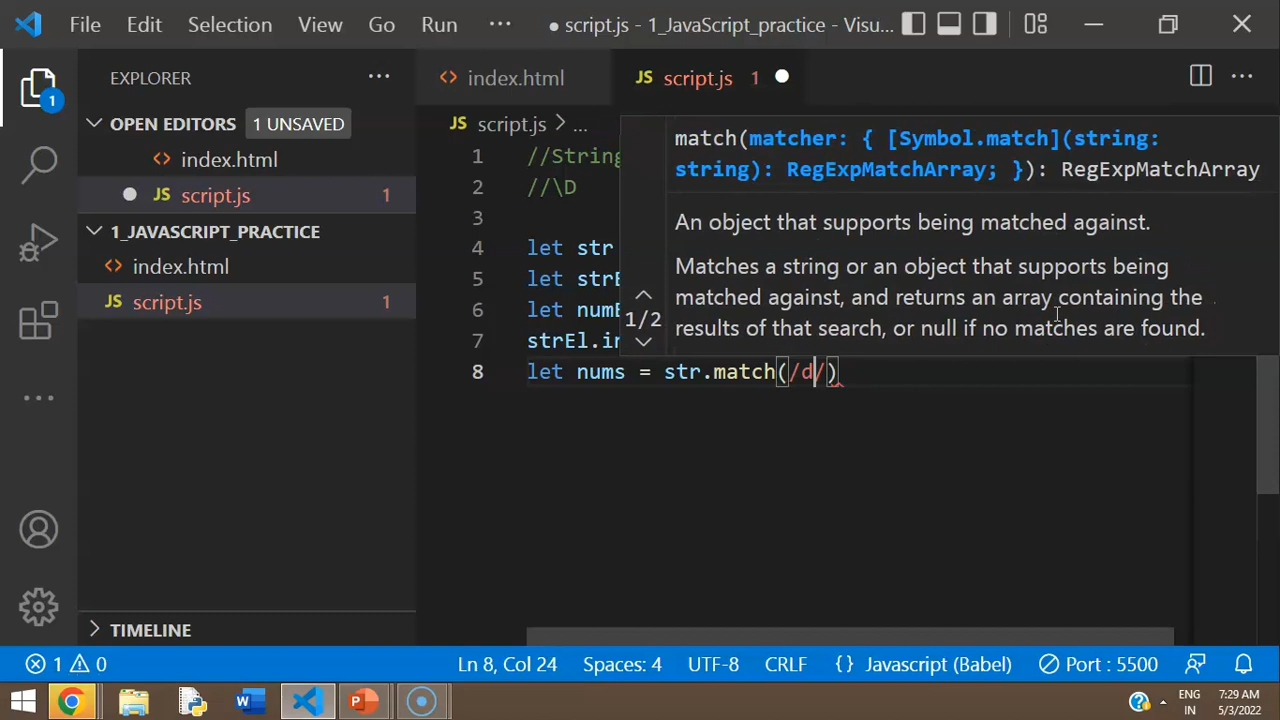 File Edit Selection View Go Run ··· ● script.js - 1_JavaScript_practice - Visu...
EXPLORER ···
index.html
JS script.js 1 ●
OPEN EDITORS 1 UNSAVED
index.html
● JS script.js 1
1_JAVASCRIPT_PRACTICE
index.html
JS script.js 1
TIMELINE
1
JS script.js > ...
1 //String
2 //\D
3
4 let str
5 let strE
6 let numE
7 strEl.in
8 let nums = str.match(/d/)
match(matcher: { [Symbol.match](string:
string): RegExpMatchArray; }): RegExpMatchArray
An object that supports being matched against.
Matches a string or an object that supports being
matched against, and returns an array containing the
1/2
results of that search, or null if no matches are found.
1 0 Ln 8, Col 24 Spaces: 4 UTF-8 CRLF {} Javascript (Babel) Port : 5500
W P
ENG
IN
7:29 AM
5/3/2022